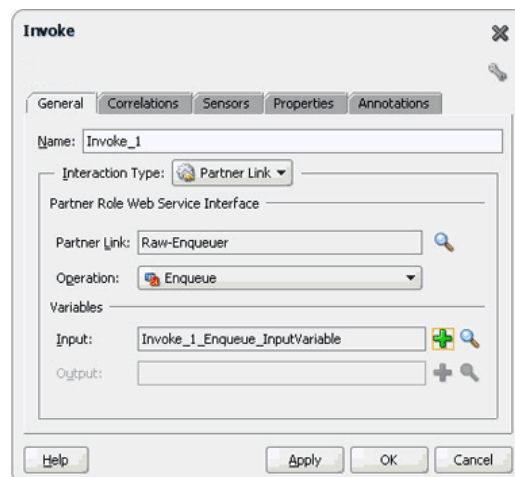 Invoke
General Correlations Sensors Properties Annotations
Name: Invoke_1
Interaction Type: Partner Link
Partner Role Web Service Interface
Partner Link: Raw-Enqueuer
Operation: Enqueue
Variables
Input: Invoke_1_Enqueue_InputVariable
Output:
Help Apply OK Cancel